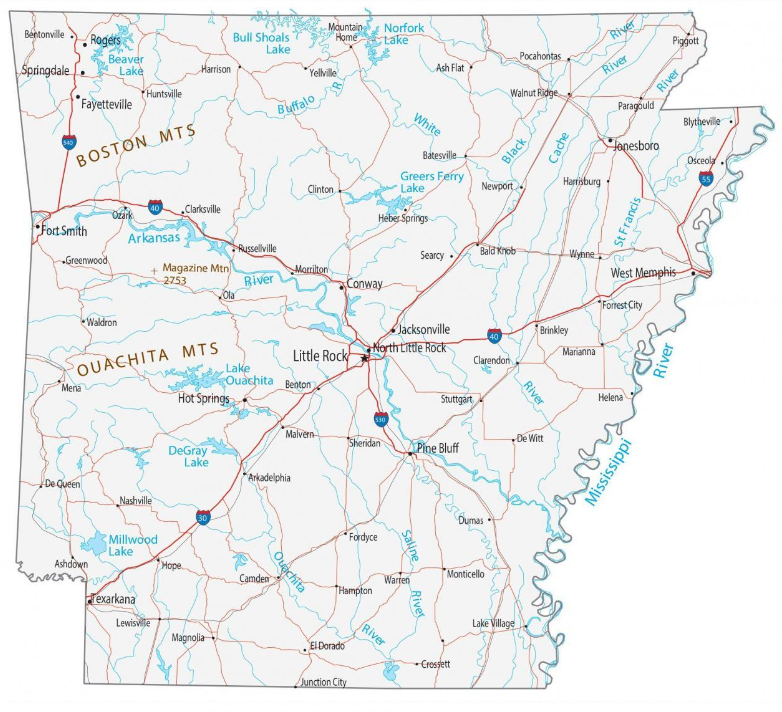 Bentonville
Rogers
Beaver
Lake
Springdale
Fayetteville
Huntsville
Harrison
Bull Shoals
Lake
Mountain
Home
Norfork
Lake
Yellville
Buffalo
R
Ash Flat
White
Pocahontas
Walnut Ridge
River
River
River
Piggott
Paragould
Blytheville
Osceola
Jonesboro
Harrisburg
Black
Cache
Batesville
Newport
St Francis
55
540
BOSTON MTS
Clinton
Greers Ferry
Lake
Heber Springs
40
Ozark
Clarksville
Fort Smith
Arkansas
Greenwood
Magazine Mtn
2753
Russellville
River
Morrilton
Ola
Conway
Searcy
Bald Knob
Wynne
West Memphis
Forrest City
Waldron
Jacksonville
North Little Rock
Little Rock
40
Brinkley
Marianna
Clarendon
River
OUACHITA MTS
Lake
Ouachita
Mena
Hot Springs
Benton
530
Stuttgart
Helena
River
Mississippi
Malvern
Sheridan
Pine Bluff
De Witt
DeGray
Lake
Arkadelphia
De Queen
Nashville
30
Dumas
Millwood
Lake
Ashdown
Hope
Fordyce
Saline
Ouachita
Camden
Hampton
Warren
Monticello
River
Texarkana
Lewisville
Magnolia
River
Lake Village
El Dorado
Crossett
Junction City